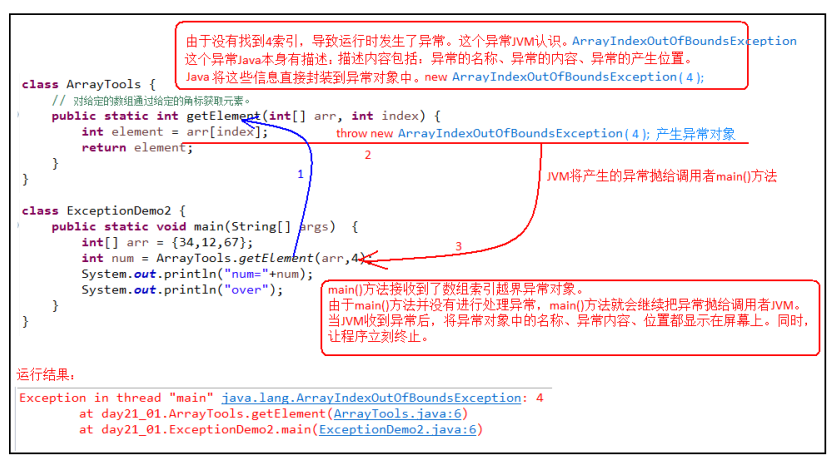 由于没有找到4索引，导致运行时发生了异常。这个异常JVM认识。ArrayIndexOutOfBoundsException
这个异常Java本身有描述：描述内容包括：异常的名称、异常的内容、异常的产生位置。
Java 将这些信息直接封装到异常对象中。new ArrayIndexOutOfBoundsException( 4 );
class ArrayTools {
// 对给定的数组通过给定的角标获取元素。
public static int getElement(int[] arr, int index) {
int element = arr[index];
throw new ArrayIndexOutOfBoundsException( 4 ); 产生异常对象
return element;
2
}
1
JVM将产生的异常抛给调用者main()方法
}
class ExceptionDemo2 {
public static void main(String[] args) {
int[] arr = {34,12,67};
3
int num = ArrayTools.getElement(arr,4);
System.out.println("num="+num);
System.out.println("over");
}
}
main()方法接收到了数组索引越界异常对象。
由于main()方法并没有进行处理异常，main()方法就会继续把异常抛给调用者JVM。
当JVM收到异常后，将异常对象中的名称、异常内容、位置都显示在屏幕上。同时，
让程序立刻终止。
运行结果：
Exception in thread "main" java.lang.ArrayIndexOutOfBoundsException: 4
at day21_01.ArrayTools.getElement(ArrayTools.java:6)
at day21_01.ExceptionDemo2.main(ExceptionDemo2.java:6)